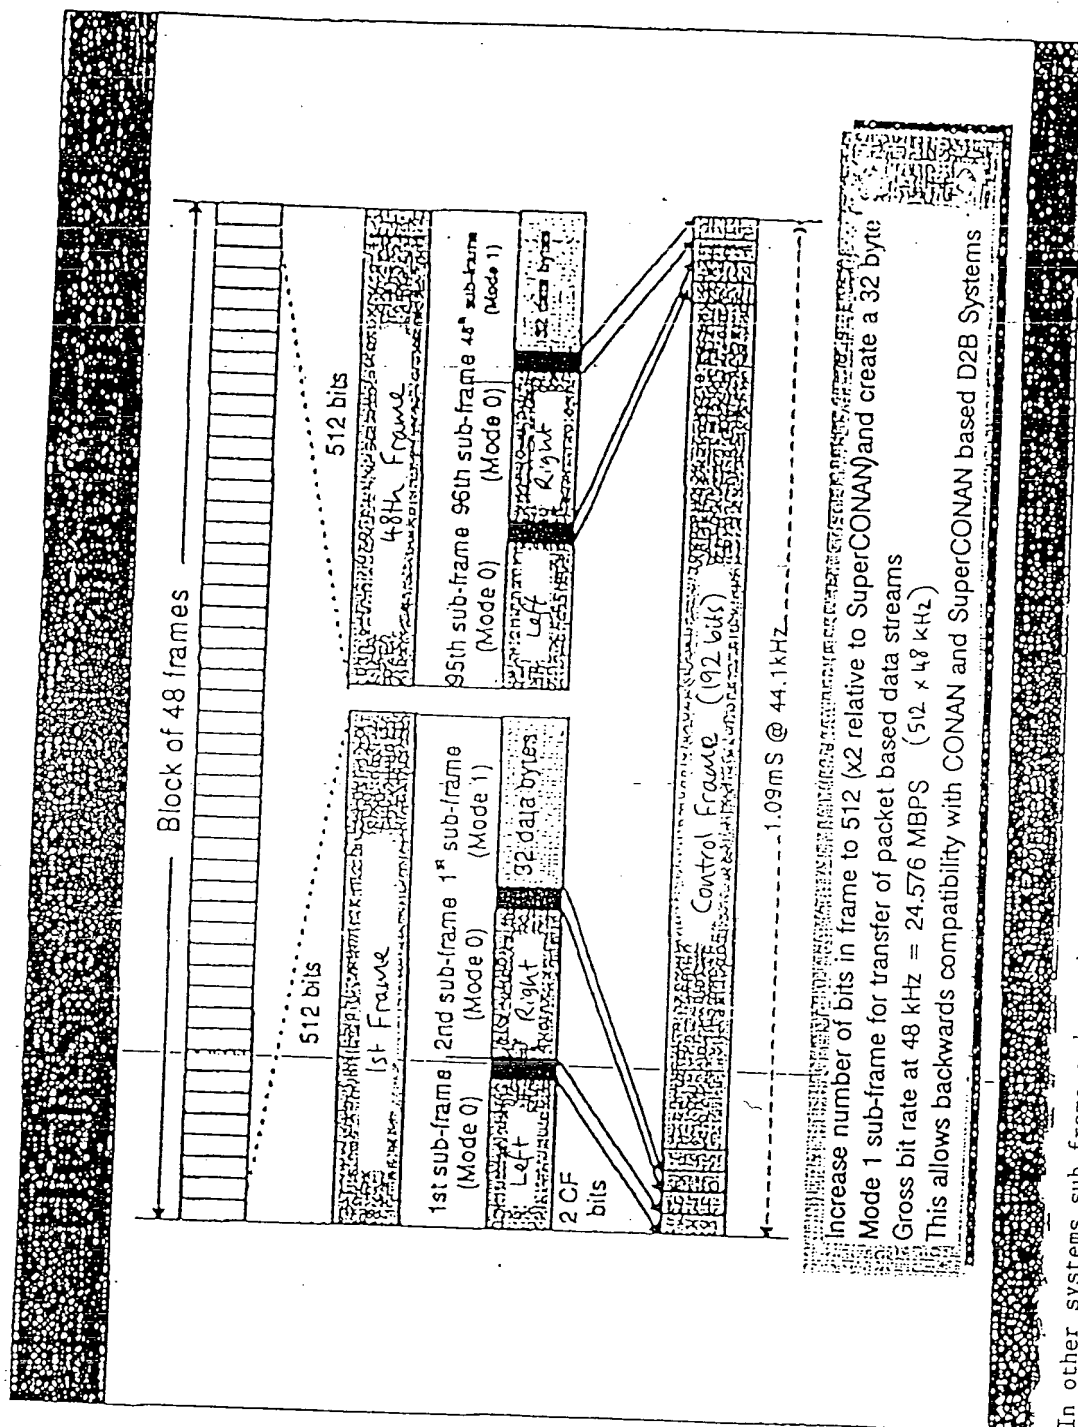 Block of 48 frames
512 bits
512 bits
1st Frame
48th Frame
1st sub-frame 2nd sub-frame 1st sub-frame
(Mode 0) (Mode 0) (Mode 1)
95th sub-frame 96th sub-frame 48th sub-frame
(Mode 0) (Mode 0) (Mode 1)
Left Right 32 data bytes
Left Right 32 data bytes
2 CF
bits
Control Frame (192 bits)
1.09mS @ 44.1kHz
Increase number of bits in frame to 512 (x2 relative to SuperCONAN) and create a 32 byte
Mode 1 sub-frame for transfer of packet based data streams
Gross bit rate at 48 kHz = 24.576 MBPS (512 x 48 kHz)
This allows backwards compatibility with CONAN and SuperCONAN based D2B Systems
In other systems sub